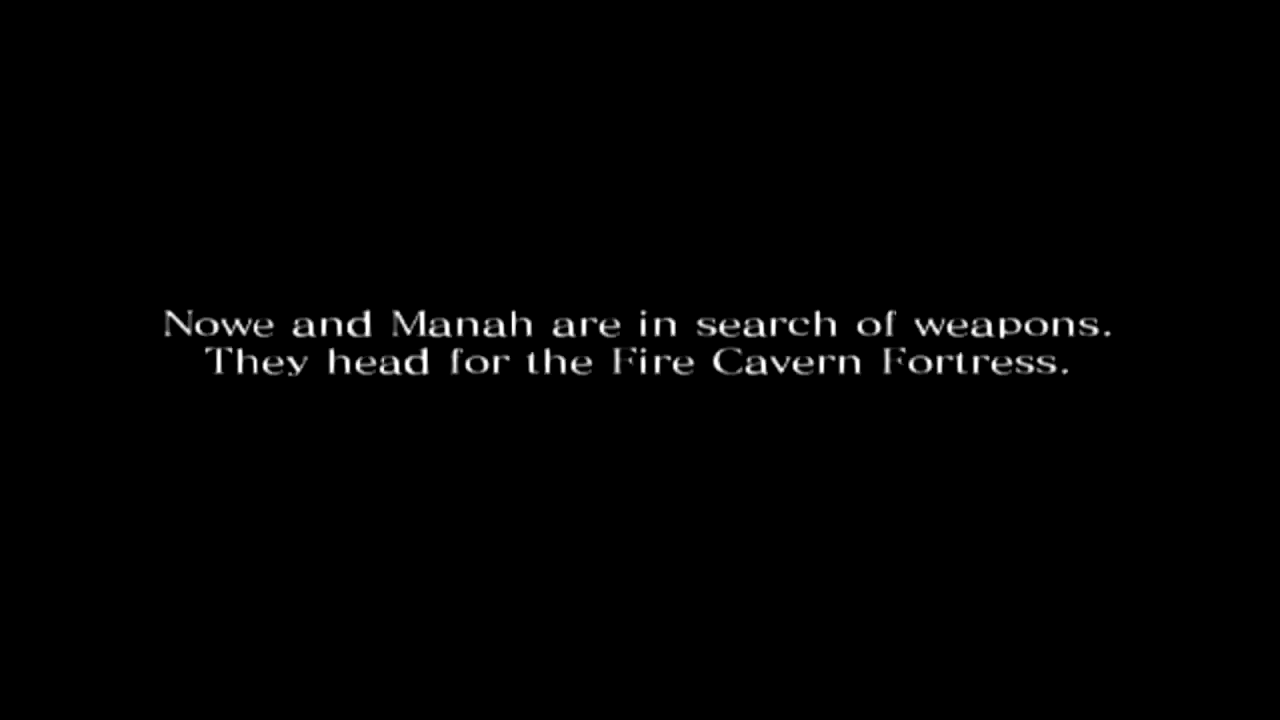 Nowe and Manah are in search of weapons.
They head for the Fire Cavern Fortress.